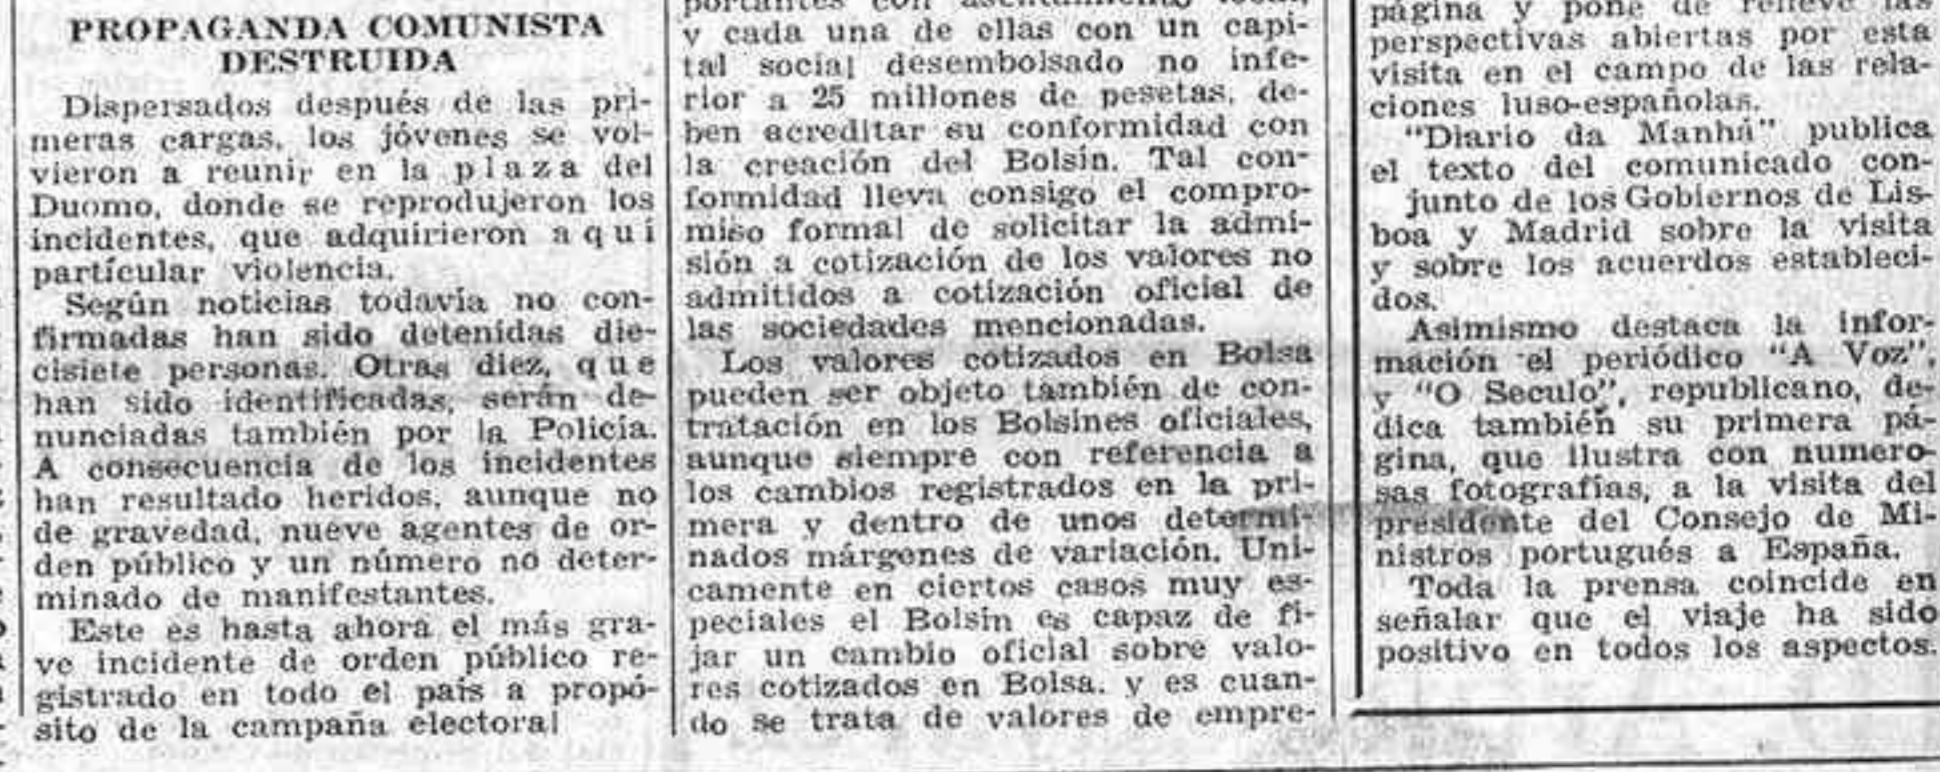 PROPAGANDA COMUNISTA
DESTRUIDA
Dispersados después de las pri-
meras cargas, los jóvenes se vol-
vieron a reunir en la plaza del
Duomo, donde se reprodujeron los
incidentes, que adquirieron aquí
partícular violencia.
Según noticias todavía no con-
firmadas han sido detenidas die-
cisiete personas. Otras diez, que
han sido identificadas, serán de-
nunciadas también por la Policía.
A consecuencia de los incidentes
han resultado heridos, aunque no
de gravedad, nueve agentes de or-
den público y un número no deter-
minado de manifestantes.
Este es hasta ahora el más gra-
ve incidente de orden público re-
gistrado en todo el país a propó-
sito de la campaña electoral
y cada una de ellas con un capi-
tal social desembolsado no infe-
rior a 25 millones de pesetas, de-
ben acreditar su conformidad con
la creación del Bolsín. Tal con-
formidad lleva consigo el compro-
miso formal de solicitar la admi-
sión a cotización de los valores no
admitidos a cotización oficial de
las sociedades mencionadas.
Los valores cotizados en Bolsa
pueden ser objeto también de con-
tratación en los Bolsines oficiales,
aunque siempre con referencia a
los cambios registrados en la pri-
mera y dentro de unos determi-
nados márgenes de variación. Uni-
camente en ciertos casos muy es-
peciales el Bolsín es capaz de fi-
jar un cambio oficial sobre valo-
res cotizados en Bolsa. y es cuan-
do se trata de valores de empre-
página y pone de relieve las
perspectivas abiertas por esta
visita en el campo de las rela-
ciones luso-españolas.
"Diario da Manhá" publica
el texto del comunicado con-
junto de los Gobiernos de Lis-
boa y Madrid sobre la visita
y sobre los acuerdos estableci-
dos.
Asimismo destaca la infor-
mación el periódico "A Voz",
y "O Seculo", republicano, de-
dica también su primera pá-
gina, que ilustra con numero-
sas fotografías, a la visita del
presidente del Consejo de Mi-
nistros portugués a España.
Toda la prensa coincide en
señalar que el viaje ha sido
positivo en todos los aspectos.